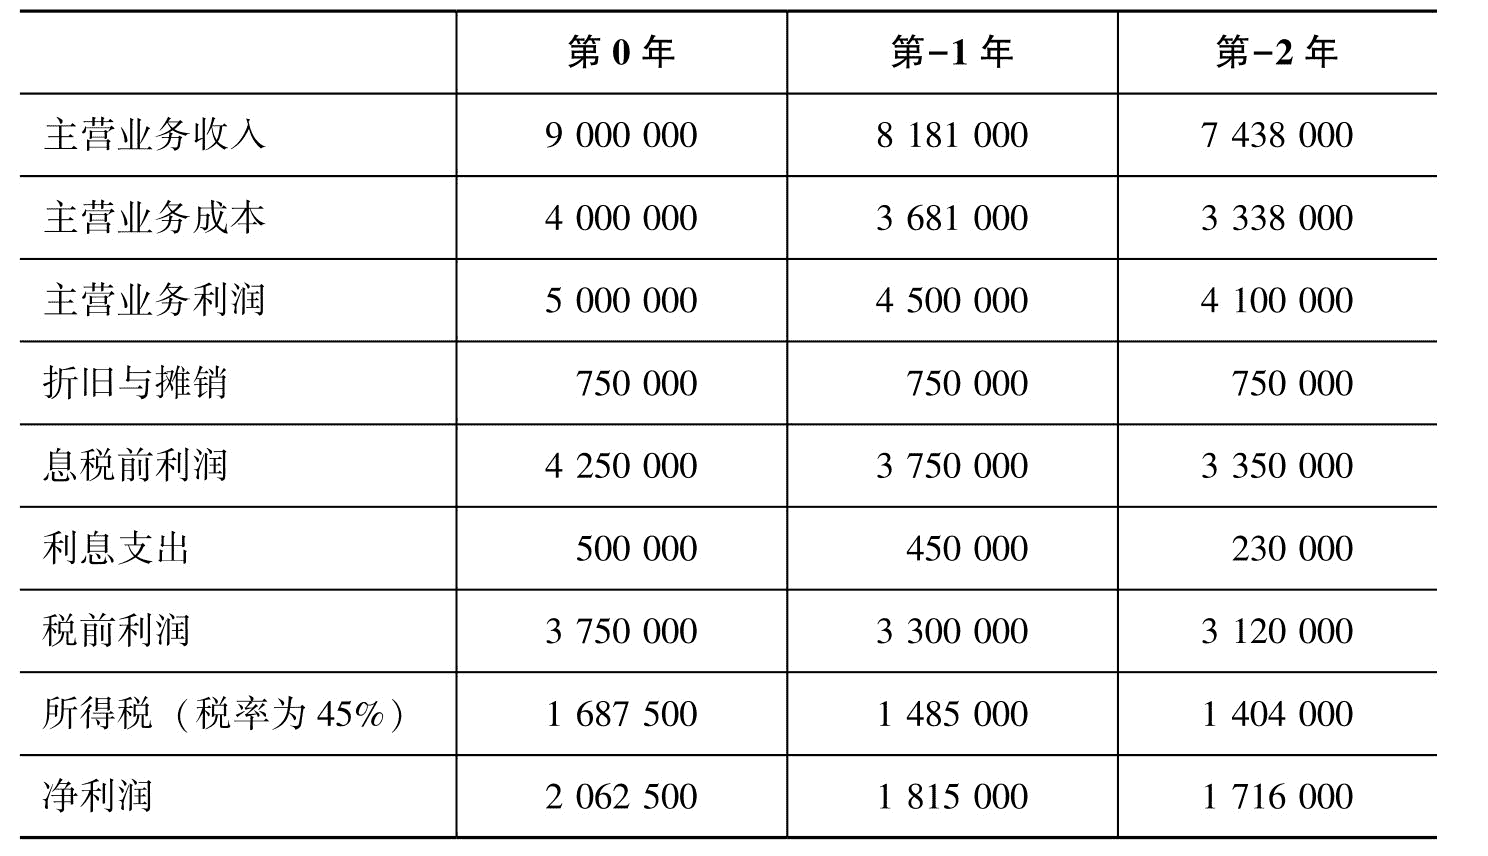 第 0 年 第-1 年 第-2 年
主营业务收入 9 000 000 8 181 000 7 438 000
主营业务成本 4 000 000 3 681 000 3 338 000
主营业务利润 5 000 000 4 500 000 4 100 000
折旧与摊销 750 000 750 000 750 000
息税前利润 4 250 000 3 750 000 3 350 000
利息支出 500 000 450 000 230 000
税前利润 3 750 000 3 300 000 3 120 000
所得税（税率为 45%） 1 687 500 1 485 000 1 404 000
净利润 2 062 500 1 815 000 1 716 000